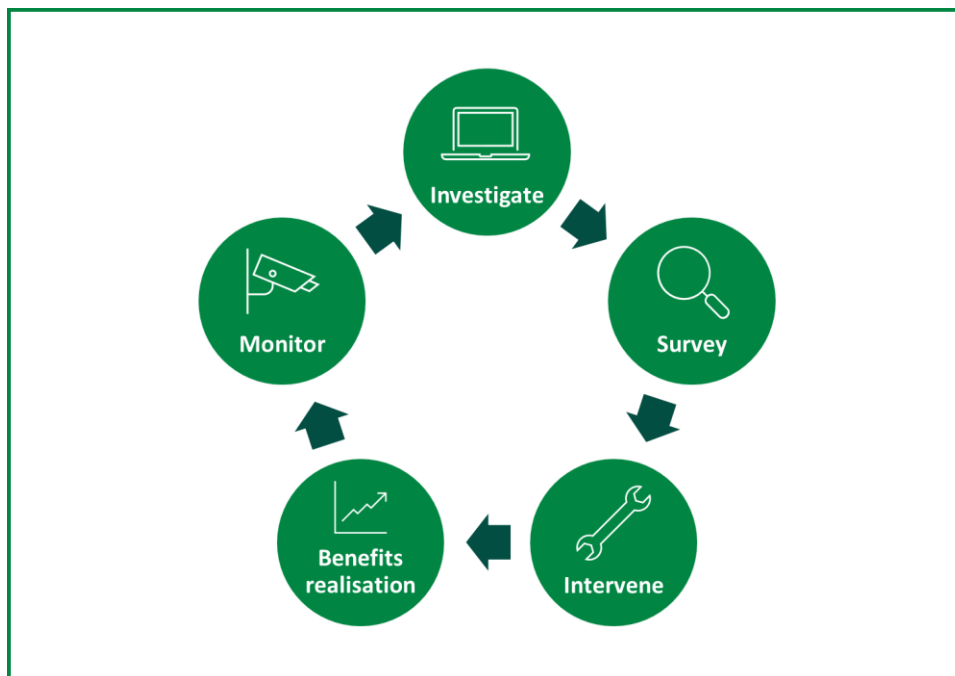 Investigate
Survey
Intervene
Benefits
realisation
Monitor